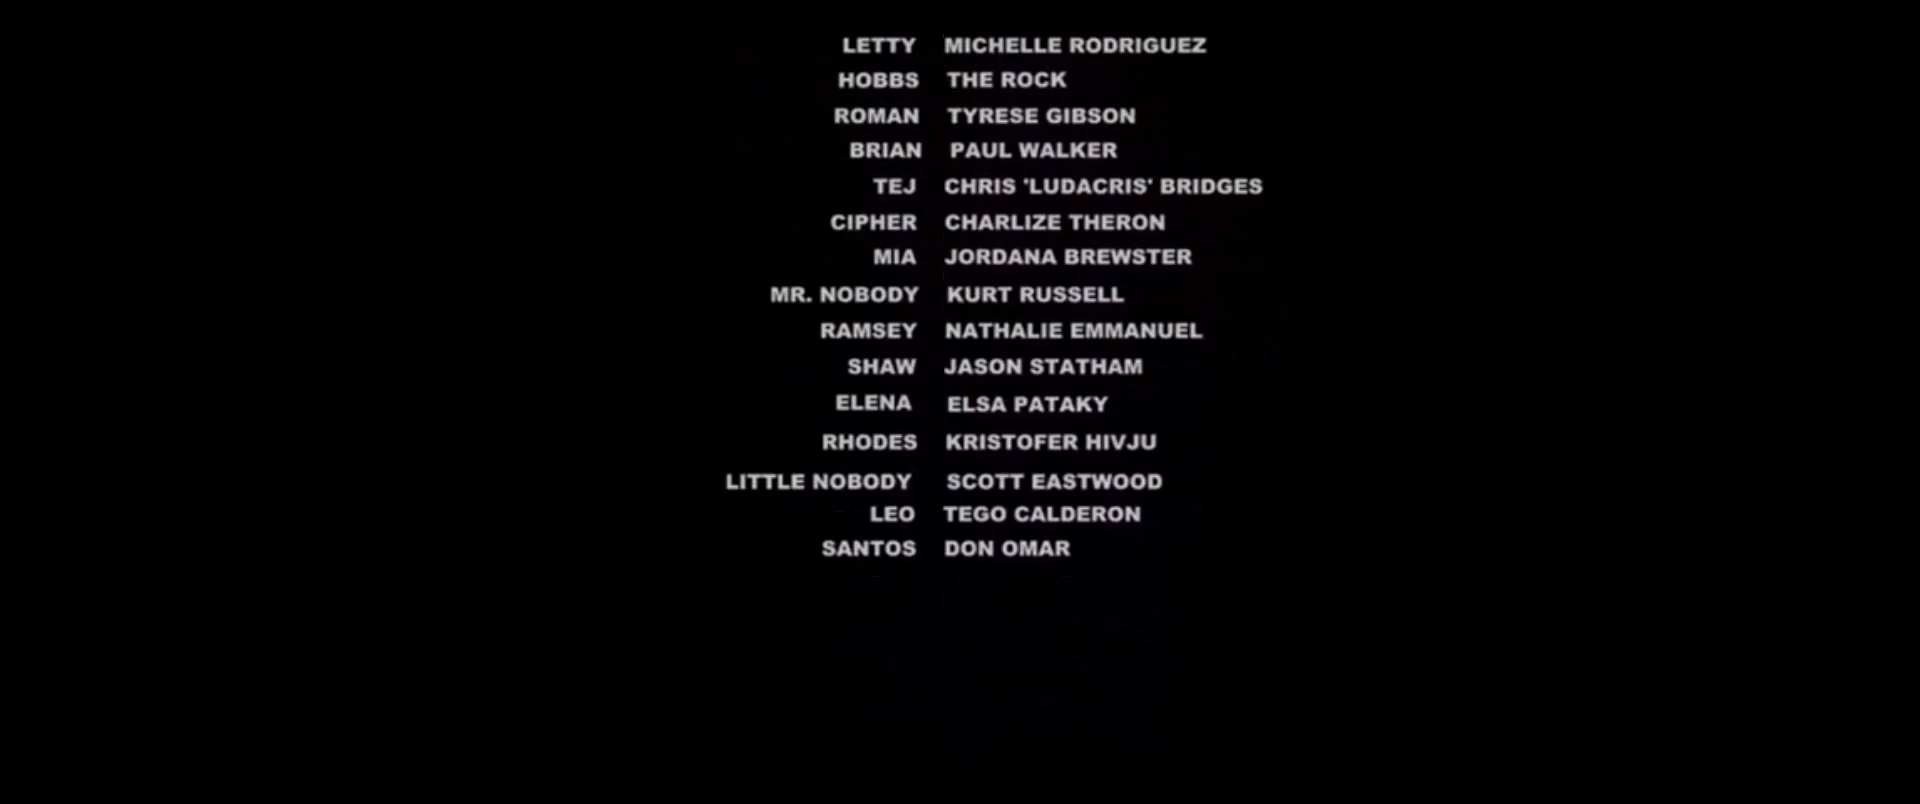 LETTY MICHELLE RODRIGUEZ
HOBBS THE ROCK
ROMAN TYRESE GIBSON
BRIAN PAUL WALKER
TEJ CHRIS 'LUDACRIS' BRIDGES
CIPHER CHARLIZE THERON
MIA JORDANA BREWSTER
MR. NOBODY KURT RUSSELL
RAMSEY NATHALIE EMMANUEL
SHAW JASON STATHAM
ELENA ELSA PATAKY
RHODES KRISTOFER HIVJU
LITTLE NOBODY SCOTT EASTWOOD
LEO TEGO CALDERON
SANTOS DON OMAR